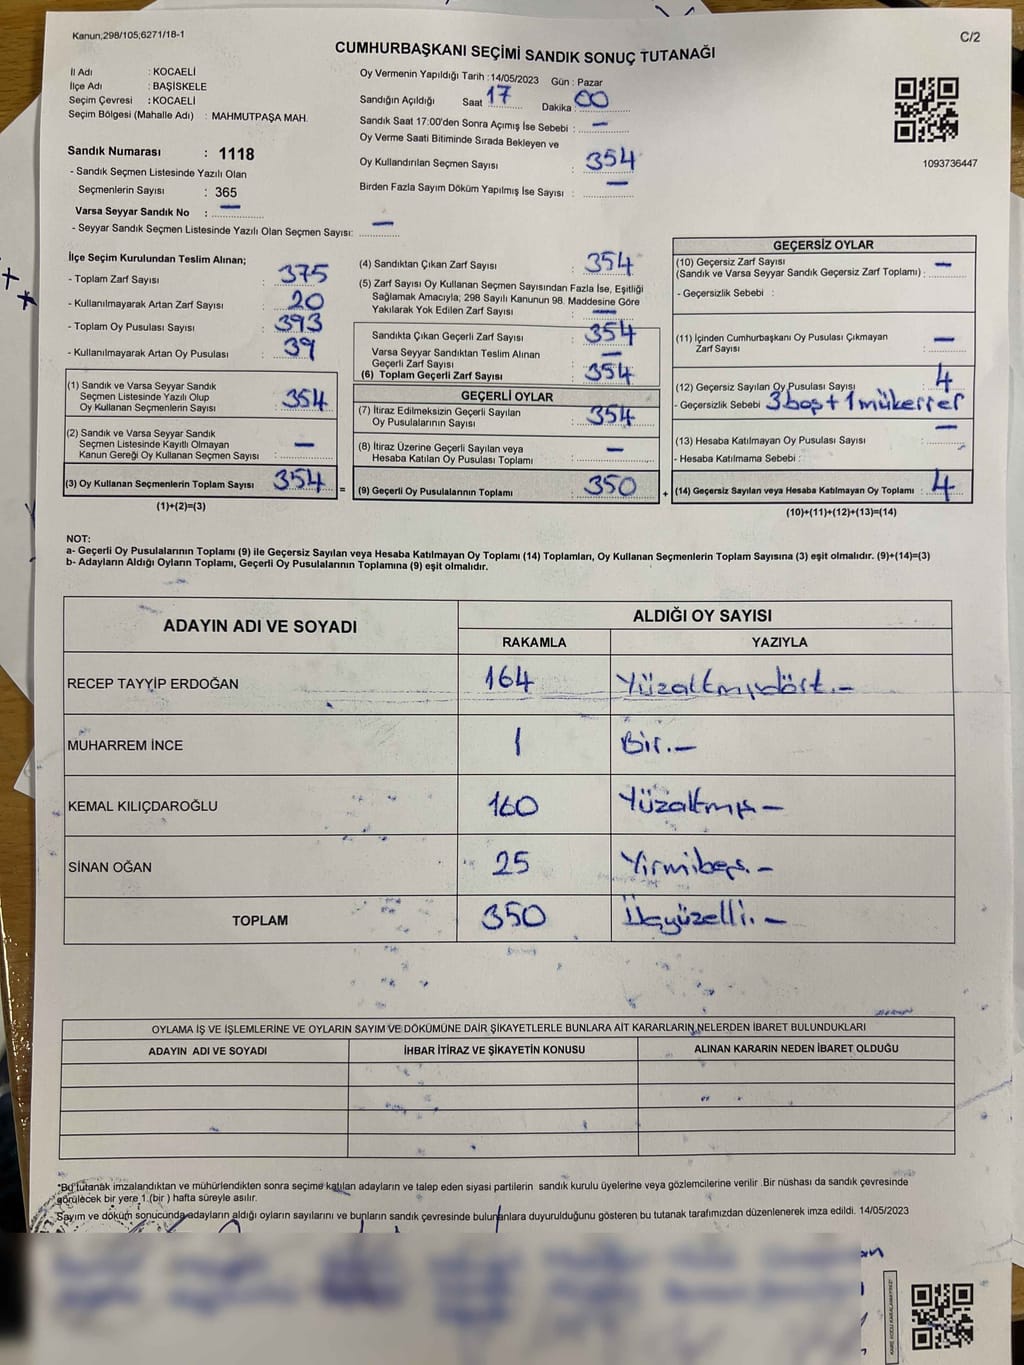 Kanun,298/105,6271/18-1
C/2
CUMHURBAŞKANI SEÇİMİ SANDIK SONUÇ TUTANAĞI
İl Adı : KOCAELİ
İlçe Adı : BAŞİSKELE
Seçim Çevresi : KOCAELİ
Seçim Bölgesi (Mahalle Adı) : MAHMUTPAŞA MAH.
Sandık Numarası : 1118
- Sandık Seçmen Listesinde Yazılı Olan
Seçmenlerin Sayısı : 365
Varsa Seyyar Sandık No : —
- Seyyar Sandık Seçmen Listesinde Yazılı Olan Seçmen Sayısı: —
Oy Vermenin Yapıldığı Tarih :14/05/2023 Gün : Pazar
Sandığın Açıldığı Saat 17 Dakika 00
Sandık Saat 17:00'den Sonra Açımış İse Sebebi : —
Oy Verme Saati Bitiminde Sırada Bekleyen ve
Oy Kullandırılan Seçmen Sayısı : 354
Birden Fazla Sayım Döküm Yapılmış İse Sayısı : —
1093736447
İlçe Seçim Kurulundan Teslim Alınan;
- Toplam Zarf Sayısı : 375
- Kullanılmayarak Artan Zarf Sayısı : 20
- Toplam Oy Pusulası Sayısı : 393
- Kullanılmayarak Artan Oy Pusulası : 39
(1) Sandık ve Varsa Seyyar Sandık
Seçmen Listesinde Yazılı Olup
Oy Kullanan Seçmenlerin Sayısı : 354
(2) Sandık ve Varsa Seyyar Sandık
Seçmen Listesinde Kayıtlı Olmayan
Kanun Gereği Oy Kullanan Seçmen Sayısı : —
(3) Oy Kullanan Seçmenlerin Toplam Sayısı : 354 =
(1)+(2)=(3)
(4) Sandıktan Çıkan Zarf Sayısı : 354
(5) Zarf Sayısı Oy Kullanan Seçmen Sayısından Fazla İse, Eşitliği
Sağlamak Amacıyla; 298 Sayılı Kanunun 98. Maddesine Göre
Yakılarak Yok Edilen Zarf Sayısı : —
Sandıkta Çıkan Geçerli Zarf Sayısı : 354
Varsa Seyyar Sandıktan Teslim Alınan
Geçerli Zarf Sayısı : —
(6) Toplam Geçerli Zarf Sayısı : 354
GEÇERLİ OYLAR
(7) İtiraz Edilmeksizin Geçerli Sayılan
Oy Pusulalarının Sayısı : 354
(8) İtiraz Üzerine Geçerli Sayılan veya
Hesaba Katılan Oy Pusulası Toplamı : —
(9) Geçerli Oy Pusulalarının Toplamı : 350 +
GEÇERSİZ OYLAR
(10) Geçersiz Zarf Sayısı —
(Sandık ve Varsa Seyyar Sandık Geçersiz Zarf Toplamı) :
- Geçersizlik Sebebi :
(11) İçinden Cumhurbaşkanı Oy Pusulası Çıkmayan
Zarf Sayısı : —
(12) Geçersiz Sayılan Oy Pusulası Sayısı : 4
- Geçersizlik Sebebi : 3 boş + 1 mükerrer
(13) Hesaba Katılmayan Oy Pusulası Sayısı : —
- Hesaba Katılmama Sebebi :
(14) Geçersiz Sayılan veya Hesaba Katılmayan Oy Toplamı : 4
(10)+(11)+(12)+(13)=(14)
NOT:
a- Geçerli Oy Pusulalarının Toplamı (9) ile Geçersiz Sayılan veya Hesaba Katılmayan Oy Toplamı (14) Toplamları, Oy Kullanan Seçmenlerin Toplam Sayısına (3) eşit olmalıdır. (9)+(14)=(3)
b- Adayların Aldığı Oyların Toplamı, Geçerli Oy Pusulalarının Toplamına (9) eşit olmalıdır.
ADAYIN ADI VE SOYADI ALDIĞI OY SAYISI
RAKAMLA YAZIYLA
RECEP TAYYİP ERDOĞAN 164 Yüzaltmışdört.—
MUHARREM İNCE 1 Bir.—
KEMAL KILIÇDAROĞLU 160 Yüzaltmış —
SİNAN OĞAN 25 Yirmibeş.—
TOPLAM 350 Üçyüzelli.—
OYLAMA İŞ VE İŞLEMLERİNE VE OYLARIN SAYIM VE DÖKÜMÜNE DAİR ŞİKAYETLERLE BUNLARA AİT KARARLARIN NELERDEN İBARET BULUNDUKLARI
ADAYIN ADI VE SOYADI İHBAR İTİRAZ VE ŞİKAYETİN KONUSU ALINAN KARARIN NEDEN İBARET OLDUĞU
*Bu tutanak imzalandıktan ve mühürlendikten sonra seçime katılan adayların ve talep eden siyasi partilerin sandık kurulu üyelerine veya gözlemcilerine verilir .Bir nüshası da sandık çevresinde
görülecek bir yere 1 (bir ) hafta süreyle asılır.
Sayım ve döküm sonucunda adayların aldığı oyların sayılarını ve bunların sandık çevresinde bulunanlara duyurulduğunu gösteren bu tutanak tarafımızdan düzenlenerek imza edildi. 14/05/2023